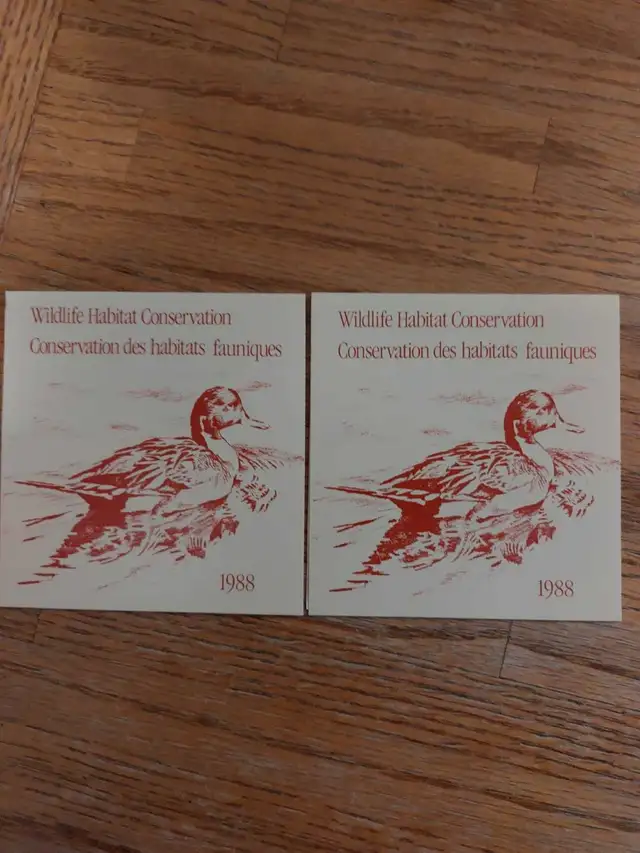 Wildlife Habitat Conservation
Conservation des habitats fauniques
1988
Wildlife Habitat Conservation
Conservation des habitats fauniques
1988